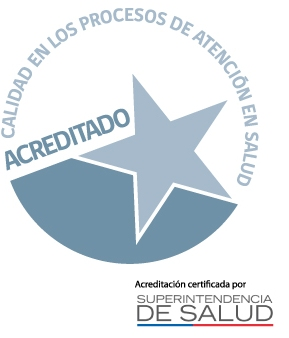 CALIDAD EN LOS PROCESOS DE ATENCIÓN EN SALUD
ACREDITADO
Acreditación certificada por
SUPERINTENDENCIA
DE SALUD